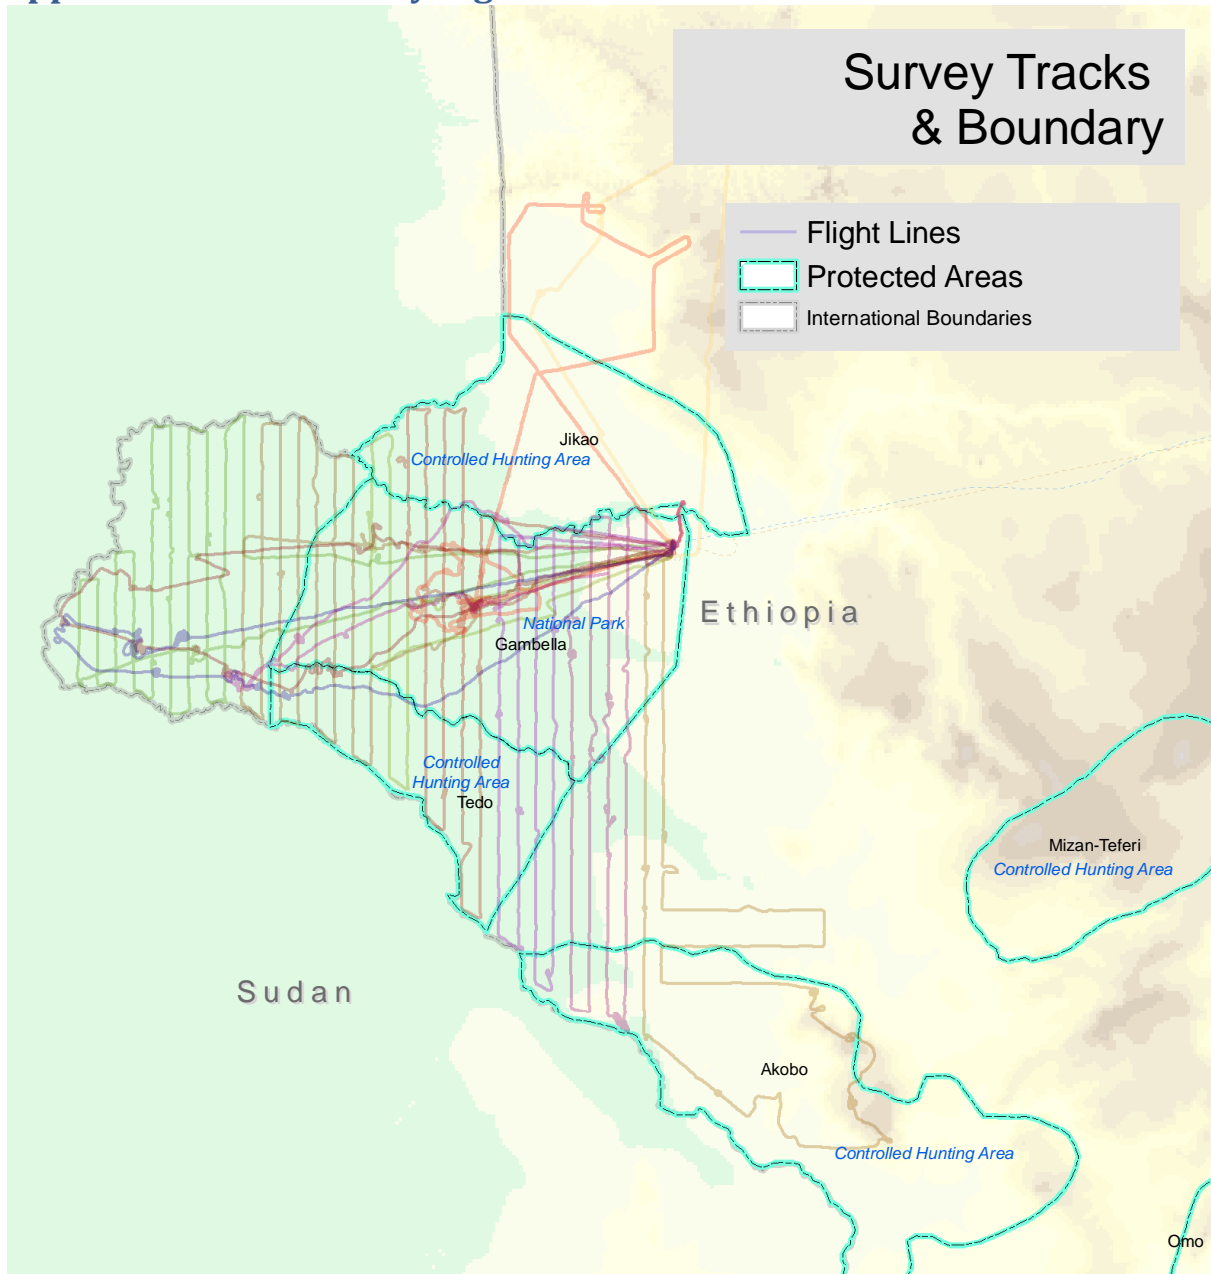 Survey Tracks
& Boundary
Flight Lines
Protected Areas
International Boundaries
Jikao
Controlled Hunting Area
Ethiopia
National Park
Gambella
Controlled
Hunting Area
Tedo
Mizan-Teferi
Controlled Hunting Area
Sudan
Akobo
Controlled Hunting Area
Omo